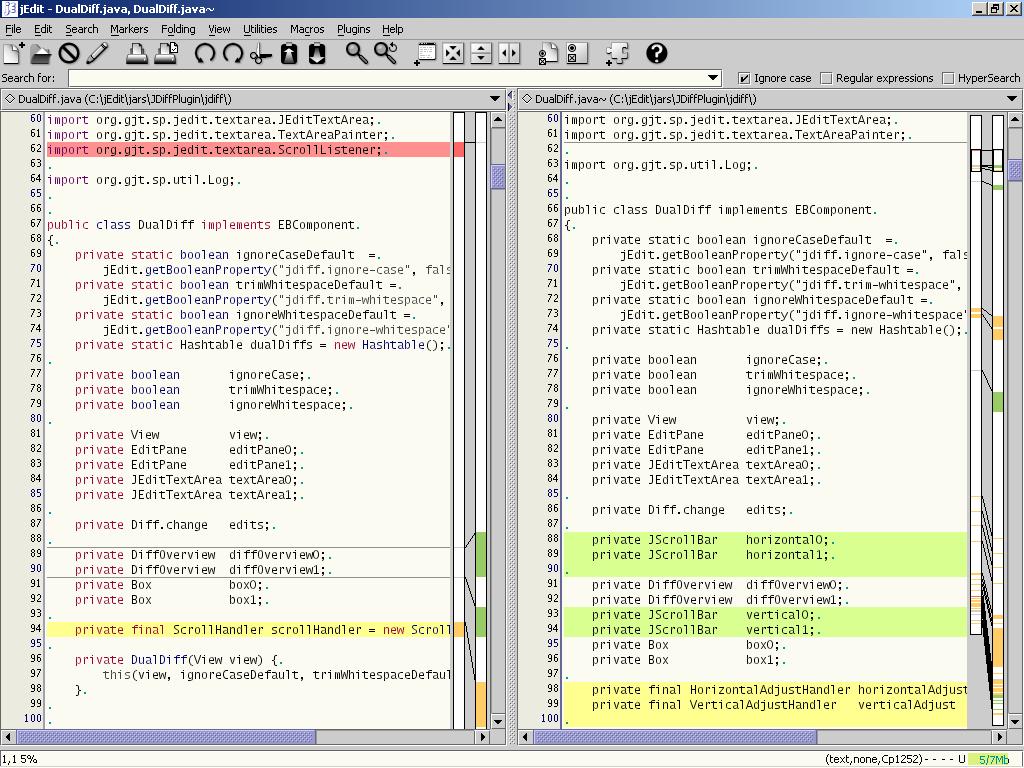 jEdit - DualDiff.java, DualDiff.java~
File Edit Search Markers Folding View Utilities Macros Plugins Help
Search for: Ignore case Regular expressions HyperSearch
DualDiff.java (C:\jEdit\jars\JDiffPlugin\jdiff\)
60 import org.gjt.sp.jedit.textarea.JEditTextArea;.
61 import org.gjt.sp.jedit.textarea.TextAreaPainter;.
62 import org.gjt.sp.jedit.textarea.ScrollListener;.
63 .
64 import org.gjt.sp.util.Log;.
65 .
66 .
67 public class DualDiff implements EBComponent.
68 {.
69 private static boolean ignoreCaseDefault =.
70 jEdit.getBooleanProperty("jdiff.ignore-case", fals
71 private static boolean trimWhitespaceDefault =.
72 jEdit.getBooleanProperty("jdiff.trim-whitespace",
73 private static boolean ignoreWhitespaceDefault =.
74 jEdit.getBooleanProperty("jdiff.ignore-whitespace"
75 private static Hashtable dualDiffs = new Hashtable();.
76 .
77 private boolean ignoreCase;.
78 private boolean trimWhitespace;.
79 private boolean ignoreWhitespace;.
80 .
81 private View view;.
82 private EditPane editPane0;.
83 private EditPane editPane1;.
84 private JEditTextArea textArea0;.
85 private JEditTextArea textArea1;.
86 .
87 private Diff.change edits;.
88 .
89 private DiffOverview diffOverview0;.
90 private DiffOverview diffOverview1;.
91 private Box box0;.
92 private Box box1;.
93 .
94 private final ScrollHandler scrollHandler = new Scroll
95 .
96 private DualDiff(View view) {.
97 this(view, ignoreCaseDefault, trimWhitespaceDefaul
98 }.
99 .
100 .
DualDiff.java~ (C:\jEdit\jars\JDiffPlugin\jdiff\)
60 import org.gjt.sp.jedit.textarea.JEditTextArea;.
61 import org.gjt.sp.jedit.textarea.TextAreaPainter;.
62 .
63 import org.gjt.sp.util.Log;.
64 .
65 .
66 public class DualDiff implements EBComponent.
67 {.
68 private static boolean ignoreCaseDefault =.
69 jEdit.getBooleanProperty("jdiff.ignore-case", fals
70 private static boolean trimWhitespaceDefault =.
71 jEdit.getBooleanProperty("jdiff.trim-whitespace",
72 private static boolean ignoreWhitespaceDefault =.
73 jEdit.getBooleanProperty("jdiff.ignore-whitespace"
74 private static Hashtable dualDiffs = new Hashtable();.
75 .
76 private boolean ignoreCase;.
77 private boolean trimWhitespace;.
78 private boolean ignoreWhitespace;.
79 .
80 private View view;.
81 private EditPane editPane0;.
82 private EditPane editPane1;.
83 private JEditTextArea textArea0;.
84 private JEditTextArea textArea1;.
85 .
86 private Diff.change edits;.
87 .
88 private JScrollBar horizontal0;.
89 private JScrollBar horizontal1;.
90 .
91 private DiffOverview diffOverview0;.
92 private DiffOverview diffOverview1;.
93 private JScrollBar vertical0;.
94 private JScrollBar vertical1;.
95 private Box box0;.
96 private Box box1;.
97 .
98 private final HorizontalAdjustHandler horizontalAdjust
99 private final VerticalAdjustHandler verticalAdjust
100 .
1,1 5% (text,none,Cp1252)- - - - U 5/7Mb